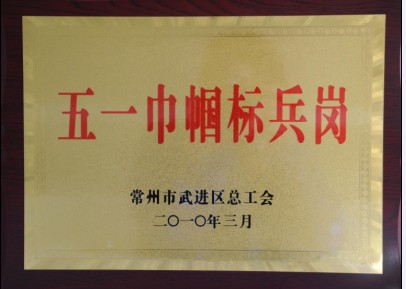 五一巾帼标兵岗
常州市武进区总工会
二〇一〇年三月